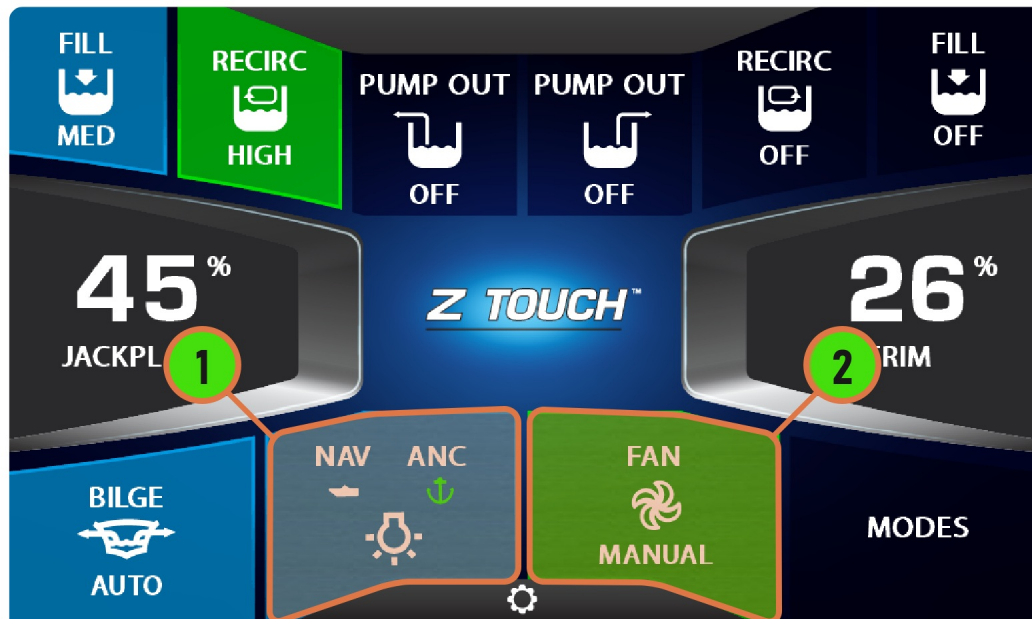 FILL
MED
RECIRC
HIGH
PUMP OUT
OFF
PUMP OUT
OFF
RECIRC
OFF
FILL
OFF
45%
JACKPL
1
Z TOUCH™
26%
2
RIM
NAV ANC
FAN
MANUAL
BILGE
AUTO
MODES